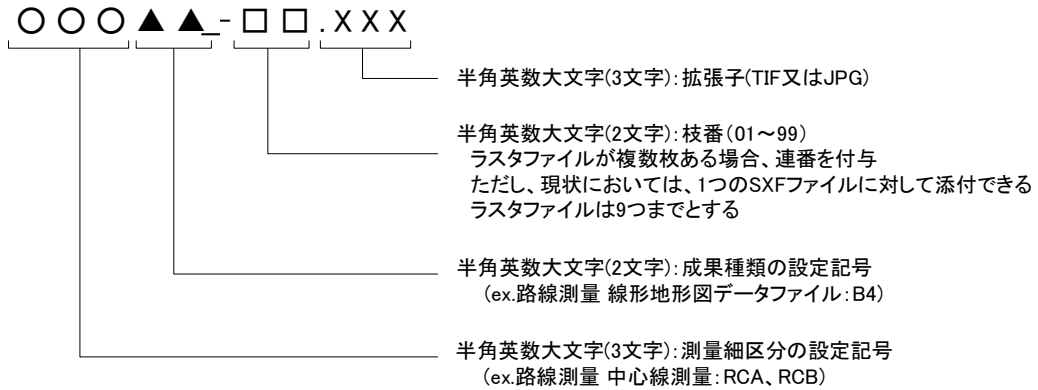 ○○○▲▲_-□□.XXX
半角英数大文字(3文字):拡張子(TIF又はJPG)
半角英数大文字(2文字):枝番(01～99)
ラスタファイルが複数枚ある場合、連番を付与
ただし、現状においては、1つのSXFファイルに対して添付できる
ラスタファイルは9つまでとする
半角英数大文字(2文字):成果種類の設定記号
(ex.路線測量 線形地形図データファイル:B4)
半角英数大文字(3文字):測量細区分の設定記号
(ex.路線測量 中心線測量:RCA、RCB)